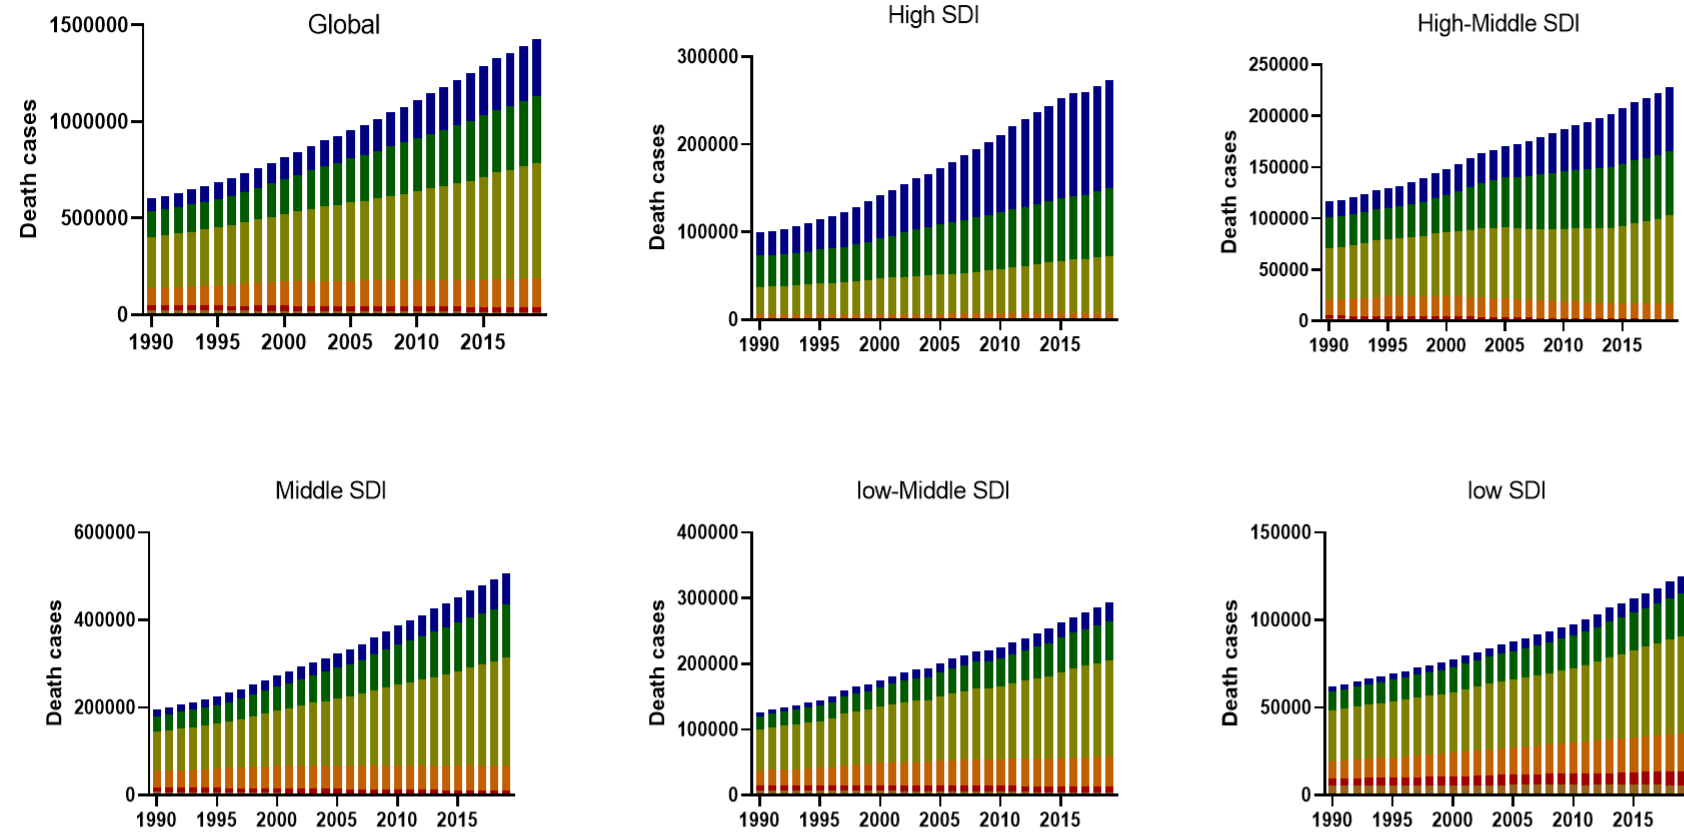 Global
Death cases
1500000
1000000
500000
0
1990 1995 2000 2005 2010 2015
High SDI
Death cases
300000
200000
100000
0
1990 1995 2000 2005 2010 2015
High-Middle SDI
Death cases
250000
200000
150000
100000
50000
0
1990 1995 2000 2005 2010 2015
Middle SDI
Death cases
600000
400000
200000
0
1990 1995 2000 2005 2010 2015
low-Middle SDI
Death cases
400000
300000
200000
100000
0
1990 1995 2000 2005 2010 2015
low SDI
Death cases
150000
100000
50000
0
1990 1995 2000 2005 2010 2015